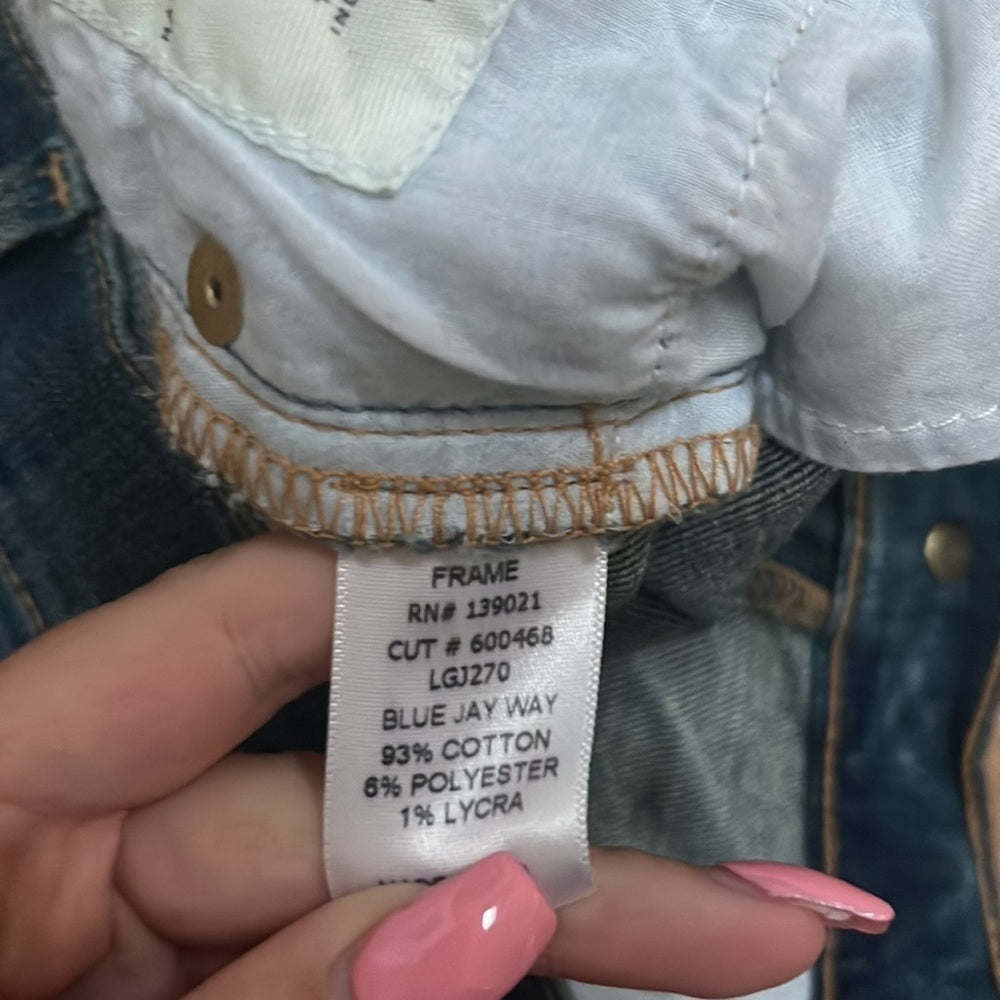 FRAME
RN# 139021
CUT # 600468
LGJ270
BLUE JAY WAY
93% COTTON
6% POLYESTER
1% LYCRA